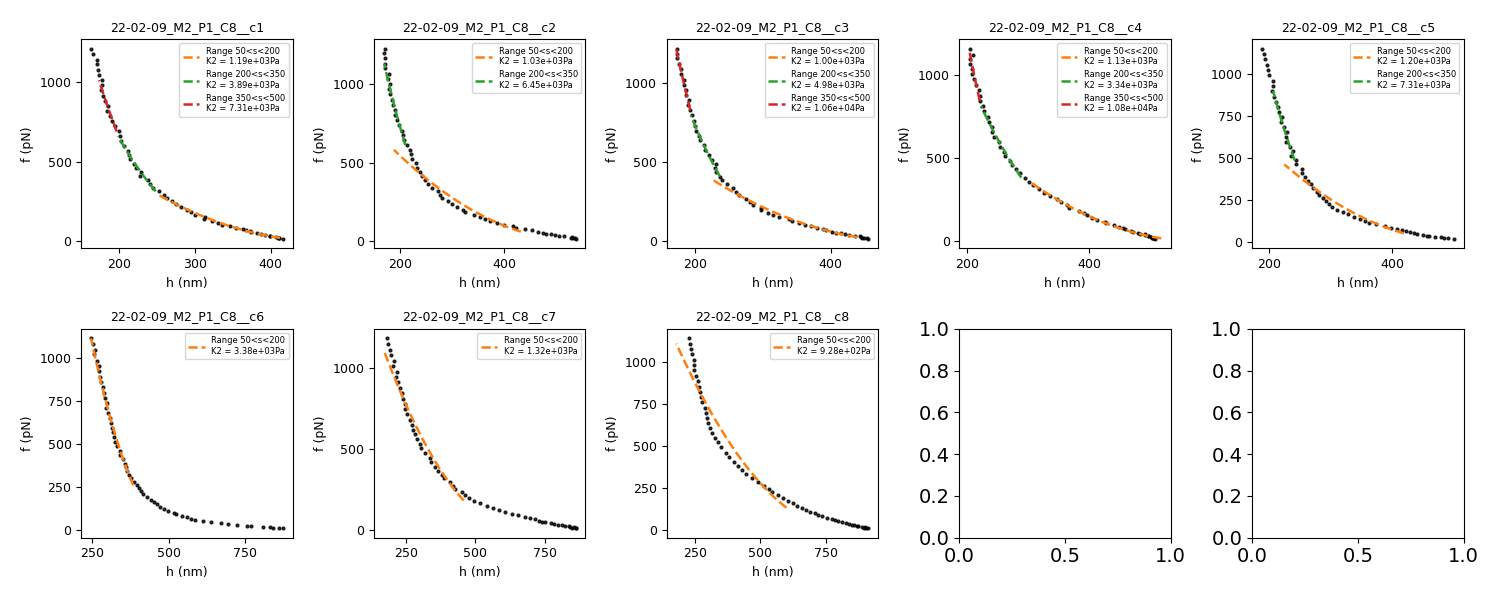 22-02-09_M2_P1_C8__c1
f (pN)
1000
500
0
200
300
400
h (nm)
Range 50<s<200
K2 = 1.19e+03Pa
Range 200<s<350
K2 = 3.89e+03Pa
Range 350<s<500
K2 = 7.31e+03Pa
22-02-09_M2_P1_C8__c2
f (pN)
1000
500
0
200
400
h (nm)
Range 50<s<200
K2 = 1.03e+03Pa
Range 200<s<350
K2 = 6.45e+03Pa
22-02-09_M2_P1_C8__c3
f (pN)
1000
500
0
200
400
h (nm)
Range 50<s<200
K2 = 1.00e+03Pa
Range 200<s<350
K2 = 4.98e+03Pa
Range 350<s<500
K2 = 1.06e+04Pa
22-02-09_M2_P1_C8__c4
f (pN)
1000
500
0
200
400
h (nm)
Range 50<s<200
K2 = 1.13e+03Pa
Range 200<s<350
K2 = 3.34e+03Pa
Range 350<s<500
K2 = 1.08e+04Pa
22-02-09_M2_P1_C8__c5
f (pN)
1000
750
500
250
0
200
400
h (nm)
Range 50<s<200
K2 = 1.20e+03Pa
Range 200<s<350
K2 = 7.31e+03Pa
22-02-09_M2_P1_C8__c6
f (pN)
1000
750
500
250
0
250
500
750
h (nm)
Range 50<s<200
K2 = 3.38e+03Pa
22-02-09_M2_P1_C8__c7
f (pN)
1000
500
0
250
500
750
h (nm)
Range 50<s<200
K2 = 1.32e+03Pa
22-02-09_M2_P1_C8__c8
f (pN)
1000
750
500
250
0
250
500
750
h (nm)
Range 50<s<200
K2 = 9.28e+02Pa
1.0
0.8
0.6
0.4
0.2
0.0
0.0
0.5
1.0
1.0
0.8
0.6
0.4
0.2
0.0
0.0
0.5
1.0